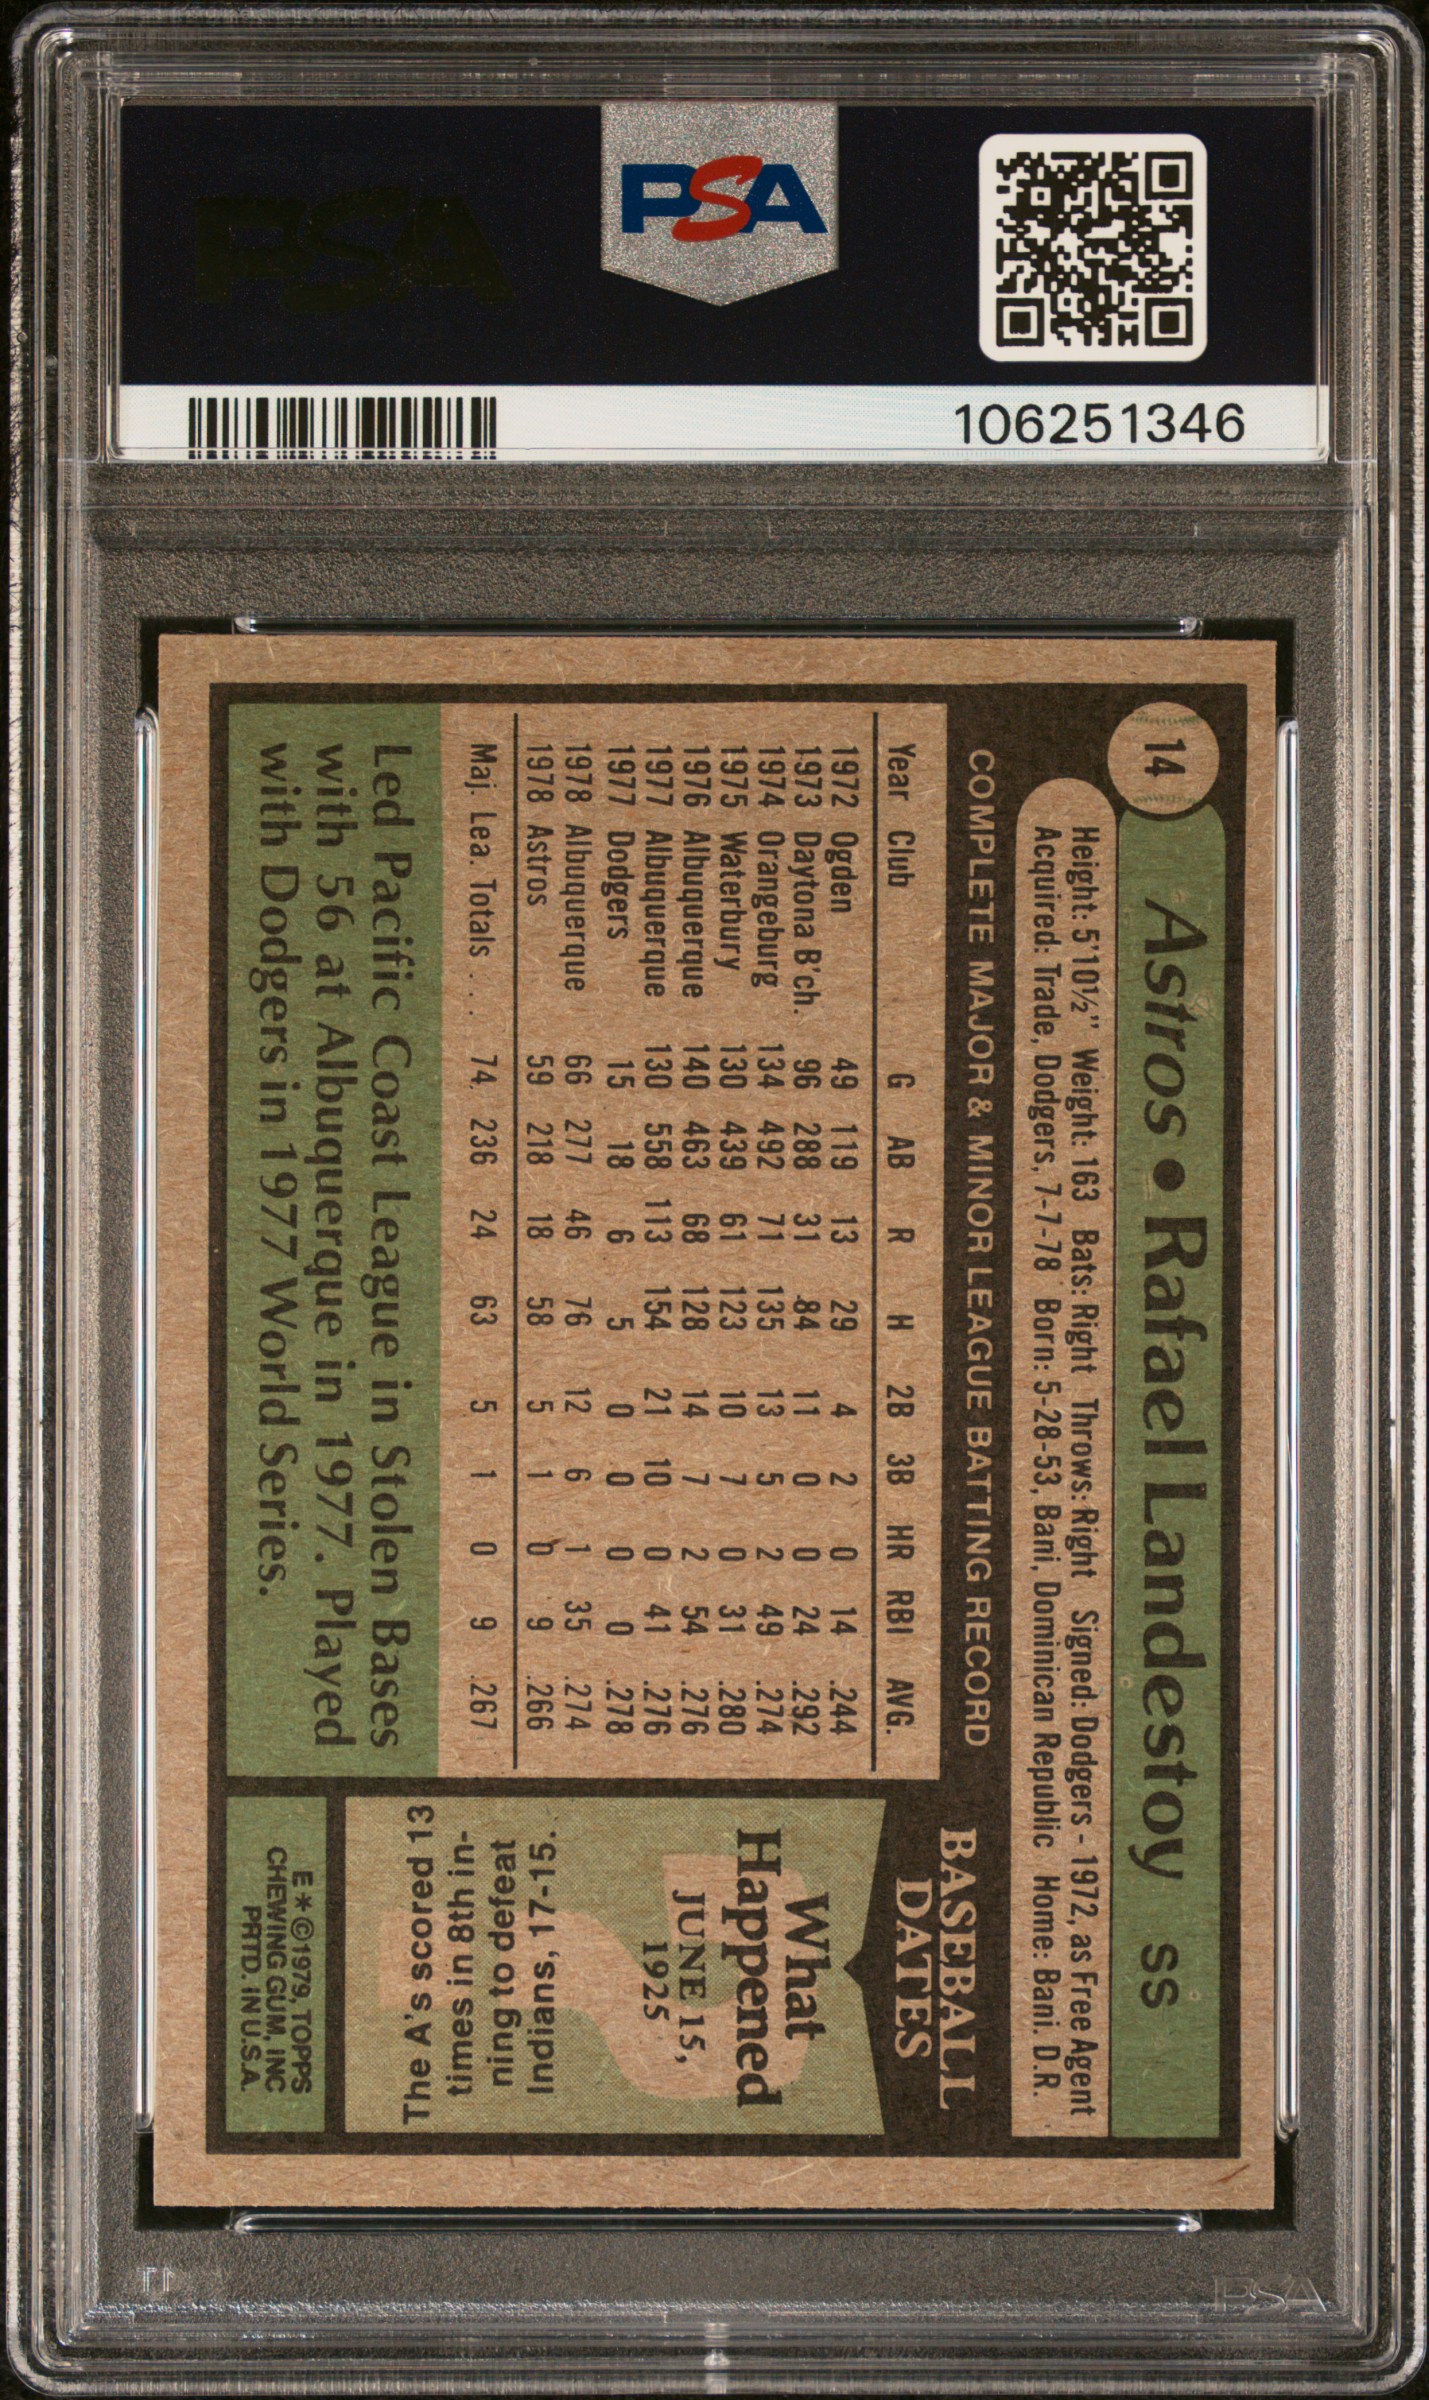 PSA
PSA
106251346
14
Astros • Rafael Landestoy SS
Height: 5'10½" Weight: 163 Bats: Right Throws: Right Signed: Dodgers - 1972, as Free Agent
Acquired: Trade, Dodgers, 7-7-78 Born: 5-28-53, Bani, Dominican Republic Home: Bani. D.R.
COMPLETE MAJOR & MINOR LEAGUE BATTING RECORD
Year Club G AB R H 2B 3B HR RBI AVG.
1972 Ogden 49 119 13 29 4 2 0 14 .244
1973 Daytona B'ch. 96 288 31 84 11 0 0 24 .292
1974 Orangeburg 134 492 71 135 13 5 2 49 .274
1975 Waterbury 130 439 61 123 10 7 0 31 .280
1976 Albuquerque 140 463 68 128 14 7 2 54 .276
1977 Albuquerque 130 558 113 154 21 10 0 41 .276
1977 Dodgers 15 18 6 5 0 0 0 0 .278
1978 Albuquerque 66 277 46 76 12 6 1 35 .274
1978 Astros 59 218 18 58 5 1 0 9 .266
Maj. Lea. Totals . . . 74 236 24 63 5 1 0 9 .267
Led Pacific Coast League in Stolen Bases
with 56 at Albuquerque in 1977. Played
with Dodgers in 1977 World Series.
BASEBALL
DATES
What
Happened
JUNE 15,
1925
The A's scored 13
times in 8th in-
ning to defeat
Indians, 17-15.
E*©1979, TOPPS
CHEWING GUM, INC
PRTD. IN U.S.A.
PSA